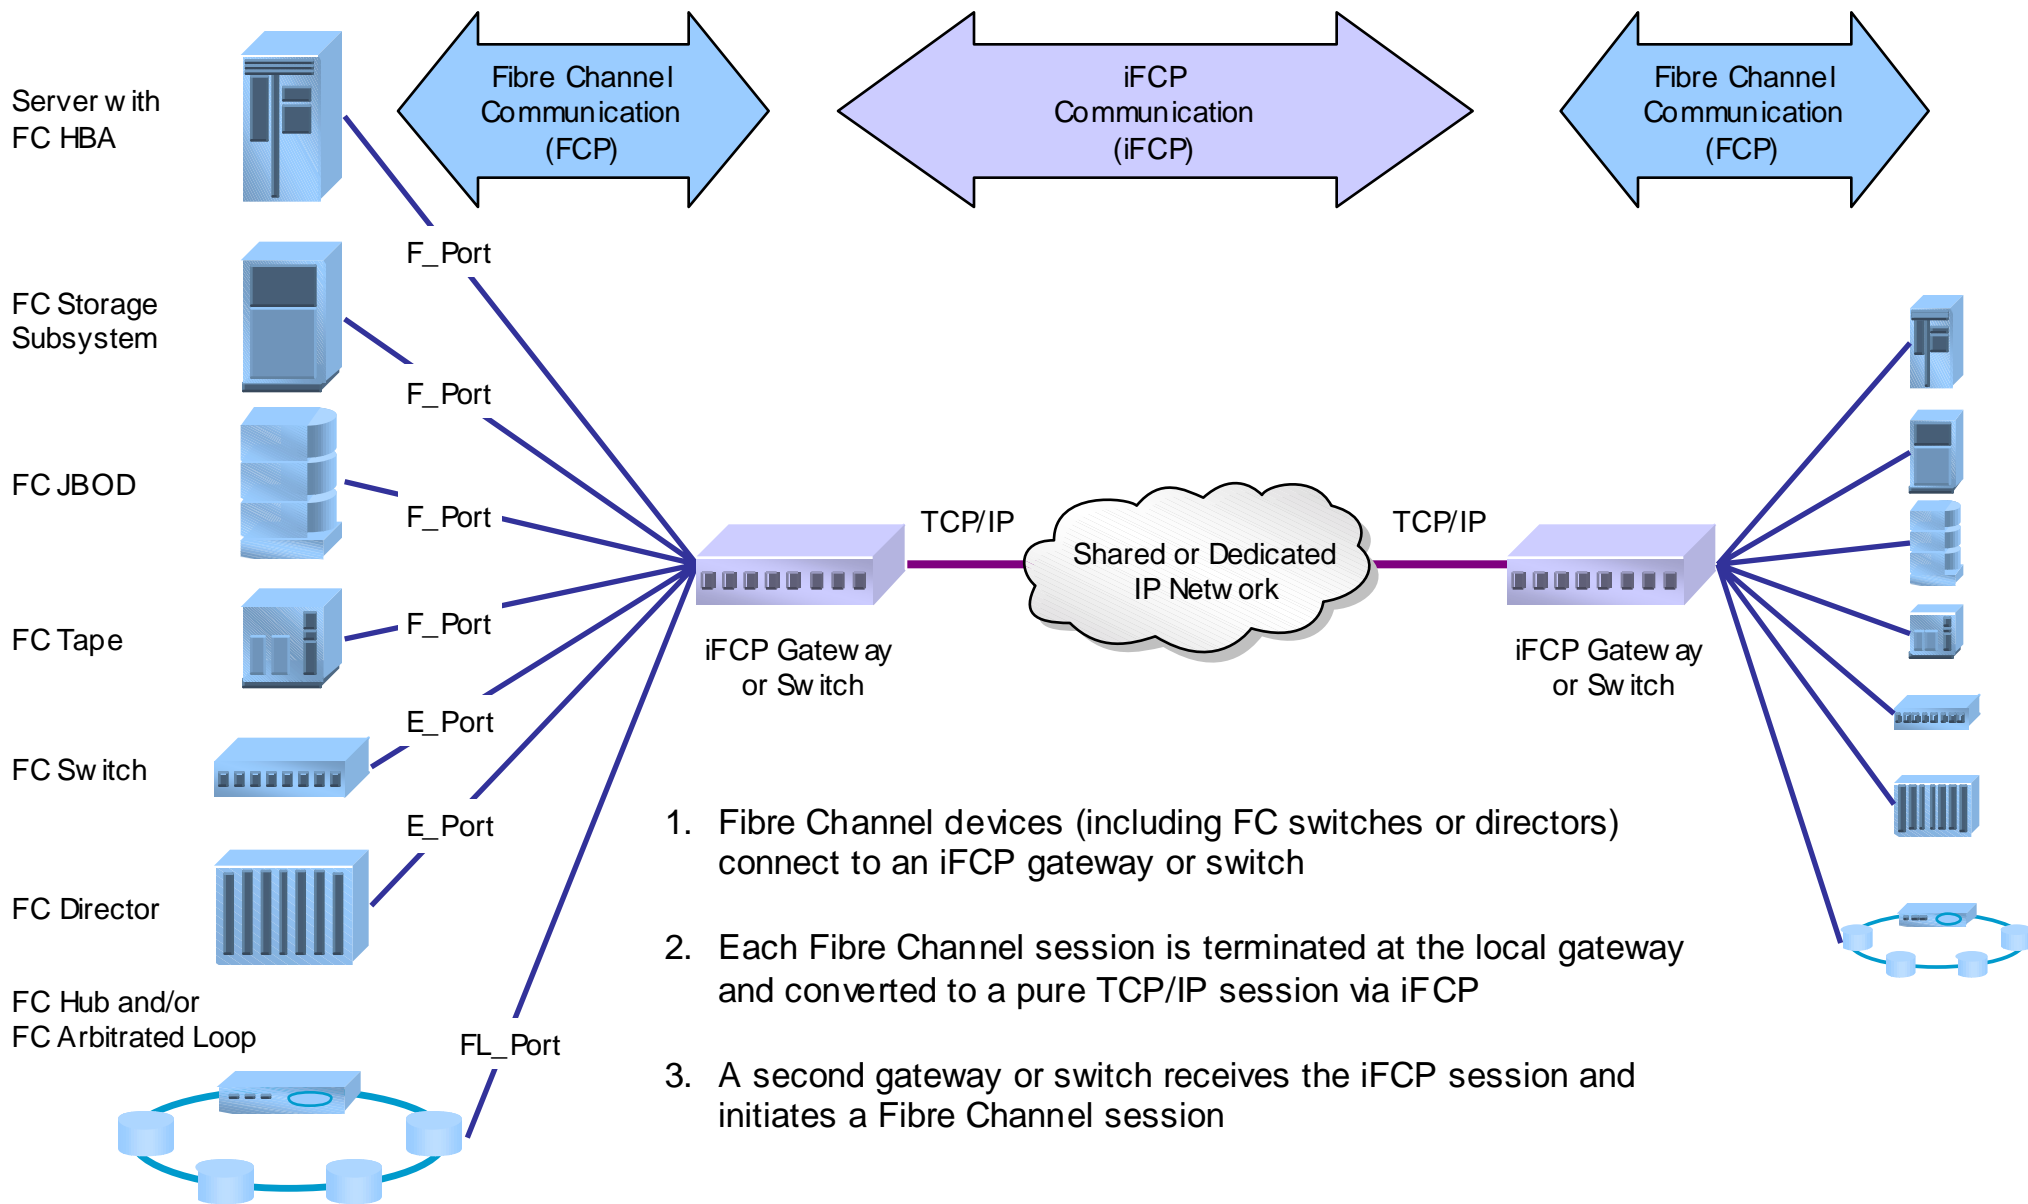 Fibre Channel
Communication
(FCP)
iFCP
Communication
(iFCP)
Fibre Channel
Communication
(FCP)
Server with
FC HBA
F_Port
FC Storage
Subsystem
F_Port
FC JBOD
F_Port
FC Tape
F_Port
FC Switch
E_Port
FC Director
E_Port
FC Hub and/or
FC Arbitrated Loop
FL_Port
iFCP Gateway
or Switch
TCP/IP
Shared or Dedicated
IP Network
TCP/IP
iFCP Gateway
or Switch
1. Fibre Channel devices (including FC switches or directors)
connect to an iFCP gateway or switch
2. Each Fibre Channel session is terminated at the local gateway
and converted to a pure TCP/IP session via iFCP
3. A second gateway or switch receives the iFCP session and
initiates a Fibre Channel session